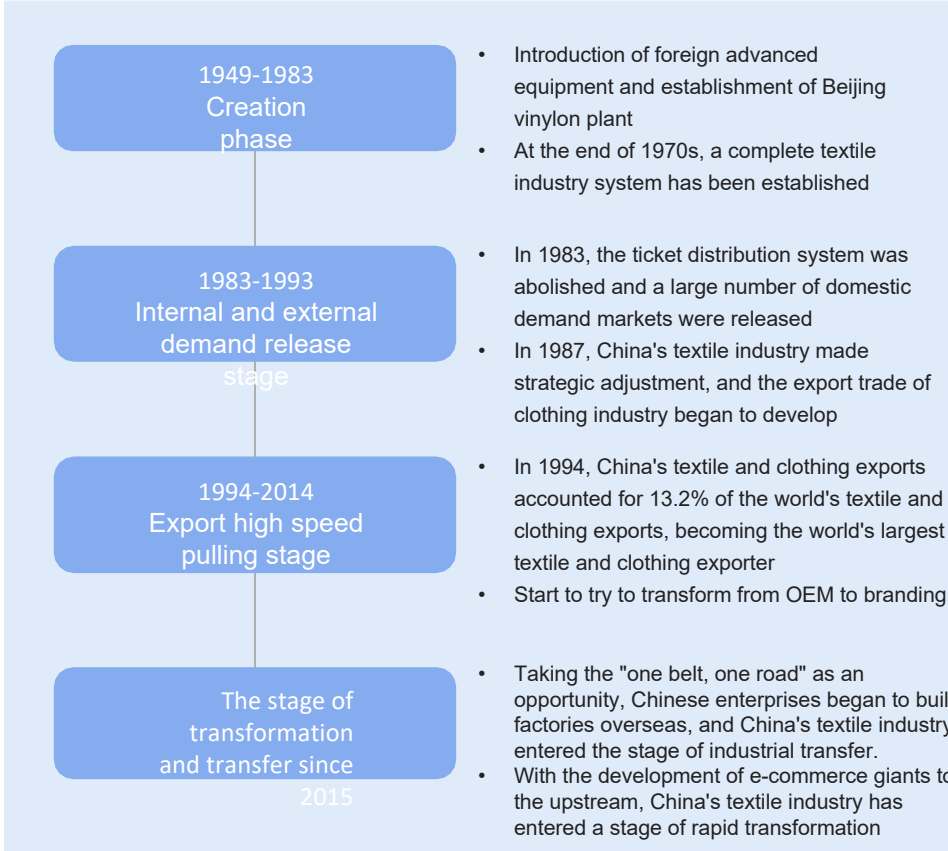 1949-1983
Creation
phase
• Introduction of foreign advanced
equipment and establishment of Beijing
vinylon plant
• At the end of 1970s, a complete textile
industry system has been established
1983-1993
Internal and external
demand release
stage
• In 1983, the ticket distribution system was
abolished and a large number of domestic
demand markets were released
• In 1987, China's textile industry made
strategic adjustment, and the export trade of
clothing industry began to develop
1994-2014
Export high speed
pulling stage
• In 1994, China's textile and clothing exports
accounted for 13.2% of the world's textile and
clothing exports, becoming the world's largest
textile and clothing exporter
• Start to try to transform from OEM to branding
The stage of
transformation
and transfer since
2015
• Taking the "one belt, one road" as an
opportunity, Chinese enterprises began to buil
factories overseas, and China's textile industry
entered the stage of industrial transfer.
• With the development of e-commerce giants to
the upstream, China's textile industry has
entered a stage of rapid transformation